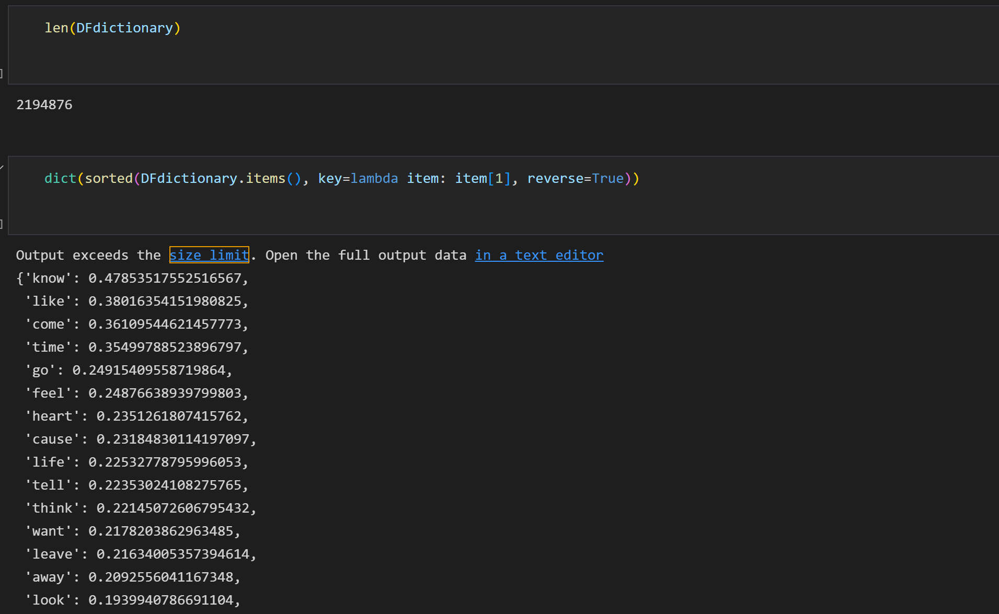 len(DFdictionary)
2194876
dict(sorted(DFdictionary.items(), key=lambda item: item[1], reverse=True))
Output exceeds the size limit. Open the full output data in a text editor
{'know': 0.47853517552516567,
'like': 0.38016354151980825,
'come': 0.36109544621457773,
'time': 0.35499788523896797,
'go': 0.24915409558719864,
'feel': 0.24876638939799803,
'heart': 0.2351261807415762,
'cause': 0.23184830114197097,
'life': 0.22532778795996053,
'tell': 0.22353024108275765,
'think': 0.22145072606795432,
'want': 0.2178203862963485,
'leave': 0.21634005357394614,
'away': 0.2092556041167348,
'look': 0.1939940786691104,